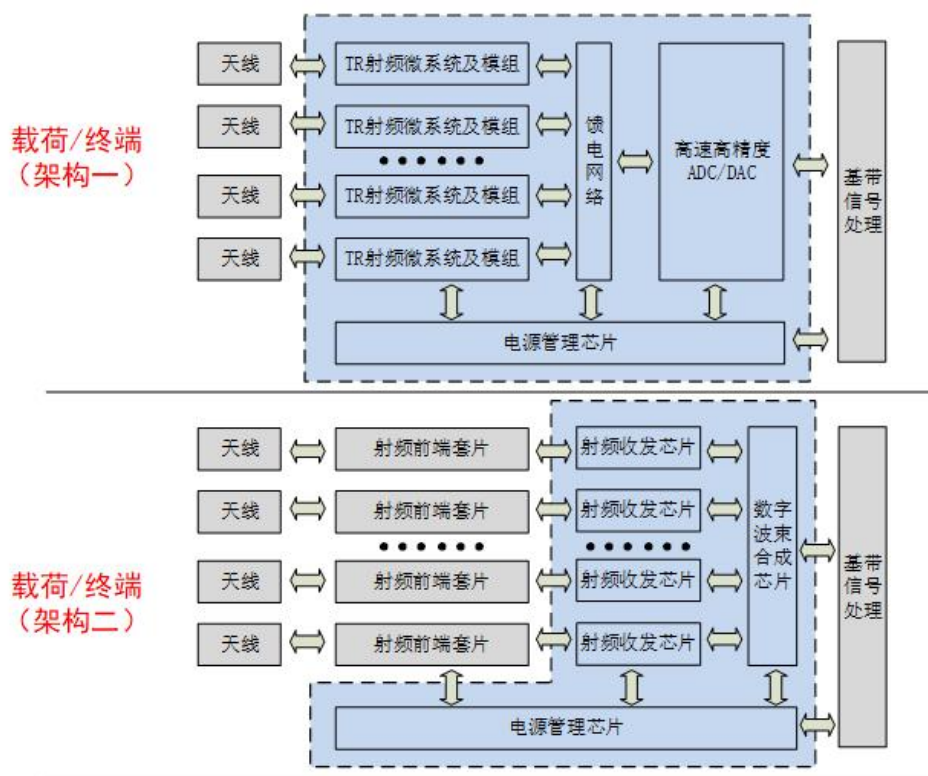 天线
TR射频微系统及模组
天线
TR射频微系统及模组
载荷/终端
（架构一）
天线
TR射频微系统及模组
天线
TR射频微系统及模组
馈
电
网
络
高速高精度
ADC/DAC
基带
信号
处理
电源管理芯片
天线
射频前端套片
射频收发芯片
天线
射频前端套片
射频收发芯片
载荷/终端
（架构二）
天线
射频前端套片
射频收发芯片
天线
射频前端套片
射频收发芯片
数字
波束
合成
芯片
基带
信号
处理
电源管理芯片